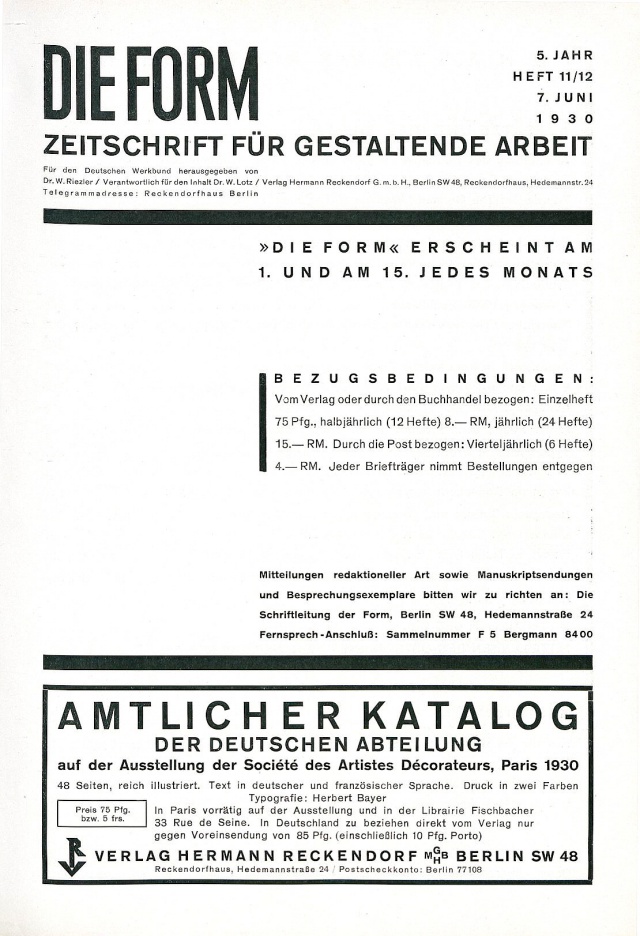 DIE FORM
5. JAHR
HEFT 11/12
7. JUNI
1930
ZEITSCHRIFT FÜR GESTALTENDE ARBEIT
Für den Deutschen Werkbund herausgegeben von
Dr. W. Riezler / Verantwortlich für den Inhalt Dr. W. Lotz / Verlag Hermann Reckendorf G. m. b. H., Berlin SW 48, Reckendorfhaus, Hedemannstr. 24
Telegrammadresse: Reckendorfhaus Berlin
»DIE FORM« ERSCHEINT AM
1. UND AM 15. JEDES MONATS
BEZUGSBEDINGUNGEN:
Vom Verlag oder durch den Buchhandel bezogen: Einzelheft
75 Pfg., halbjährlich (12 Hefte) 8.— RM, jährlich (24 Hefte)
15.— RM. Durch die Post bezogen: Vierteljährlich (6 Hefte)
4.— RM. Jeder Briefträger nimmt Bestellungen entgegen
Mitteilungen redaktioneller Art sowie Manuskriptsendungen
und Besprechungsexemplare bitten wir zu richten an: Die
Schriftleitung der Form, Berlin SW 48, Hedemannstraße 24
Fernsprech-Anschluß: Sammelnummer F 5 Bergmann 8400
AMTLICHER KATALOG
DER DEUTSCHEN ABTEILUNG
auf der Ausstellung der Société des Artistes Décorateurs, Paris 1930
48 Seiten, reich illustriert. Text in deutscher und französischer Sprache. Druck in zwei Farben
Typografie: Herbert Bayer
Preis 75 Pfg.
bzw. 5 frs.
In Paris vorrätig auf der Ausstellung und in der Librairie Fischbacher
33 Rue de Seine. In Deutschland zu beziehen direkt vom Verlag nur
gegen Voreinsendung von 85 Pfg. (einschließlich 10 Pfg. Porto)
VERLAG HERMANN RECKENDORF GMBH BERLIN SW 48
Reckendorfhaus, Hedemannstraße 24 / Postscheckkonto: Berlin 77108